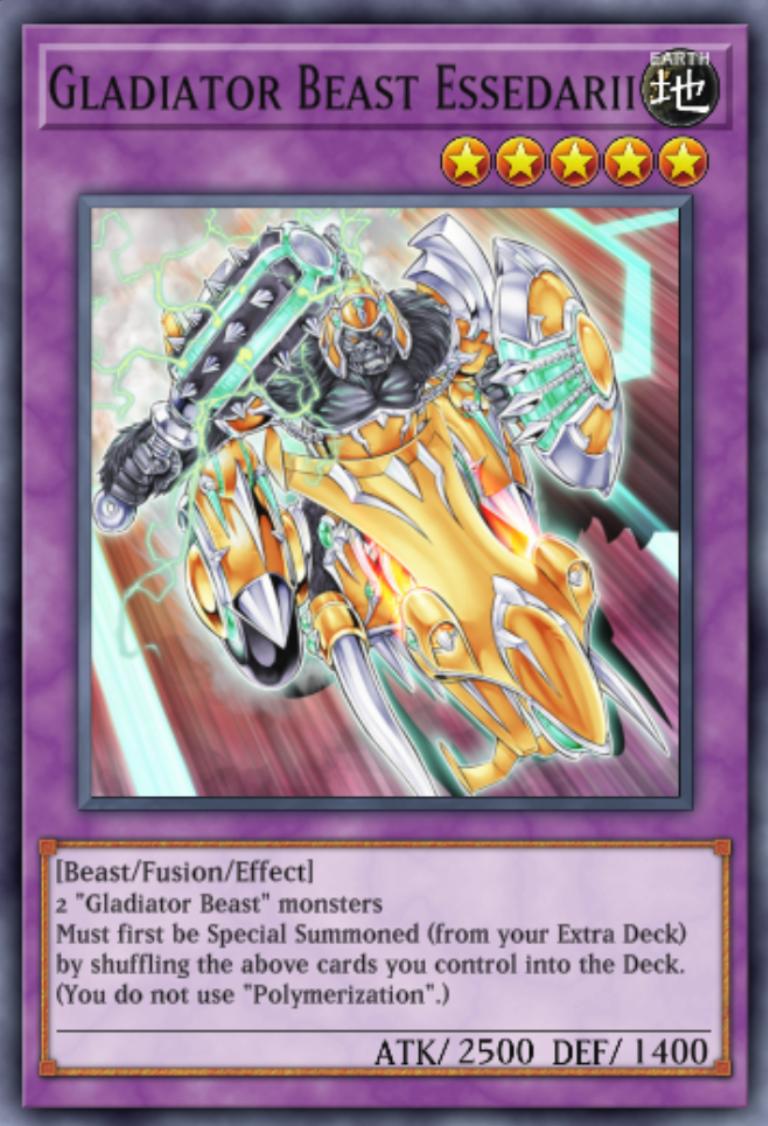 GLADIATOR BEAST ESSEDARII
EARTH
地
[Beast/Fusion/Effect]
2 "Gladiator Beast" monsters
Must first be Special Summoned (from your Extra Deck)
by shuffling the above cards you control into the Deck.
(You do not use "Polymerization".)
ATK/ 2500 DEF/ 1400